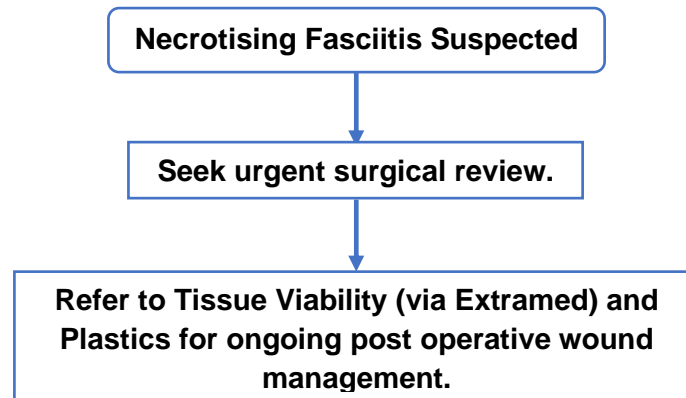 Necrotising Fasciitis Suspected
Seek urgent surgical review.
Refer to Tissue Viability (via Extramed) and
Plastics for ongoing post operative wound
management.